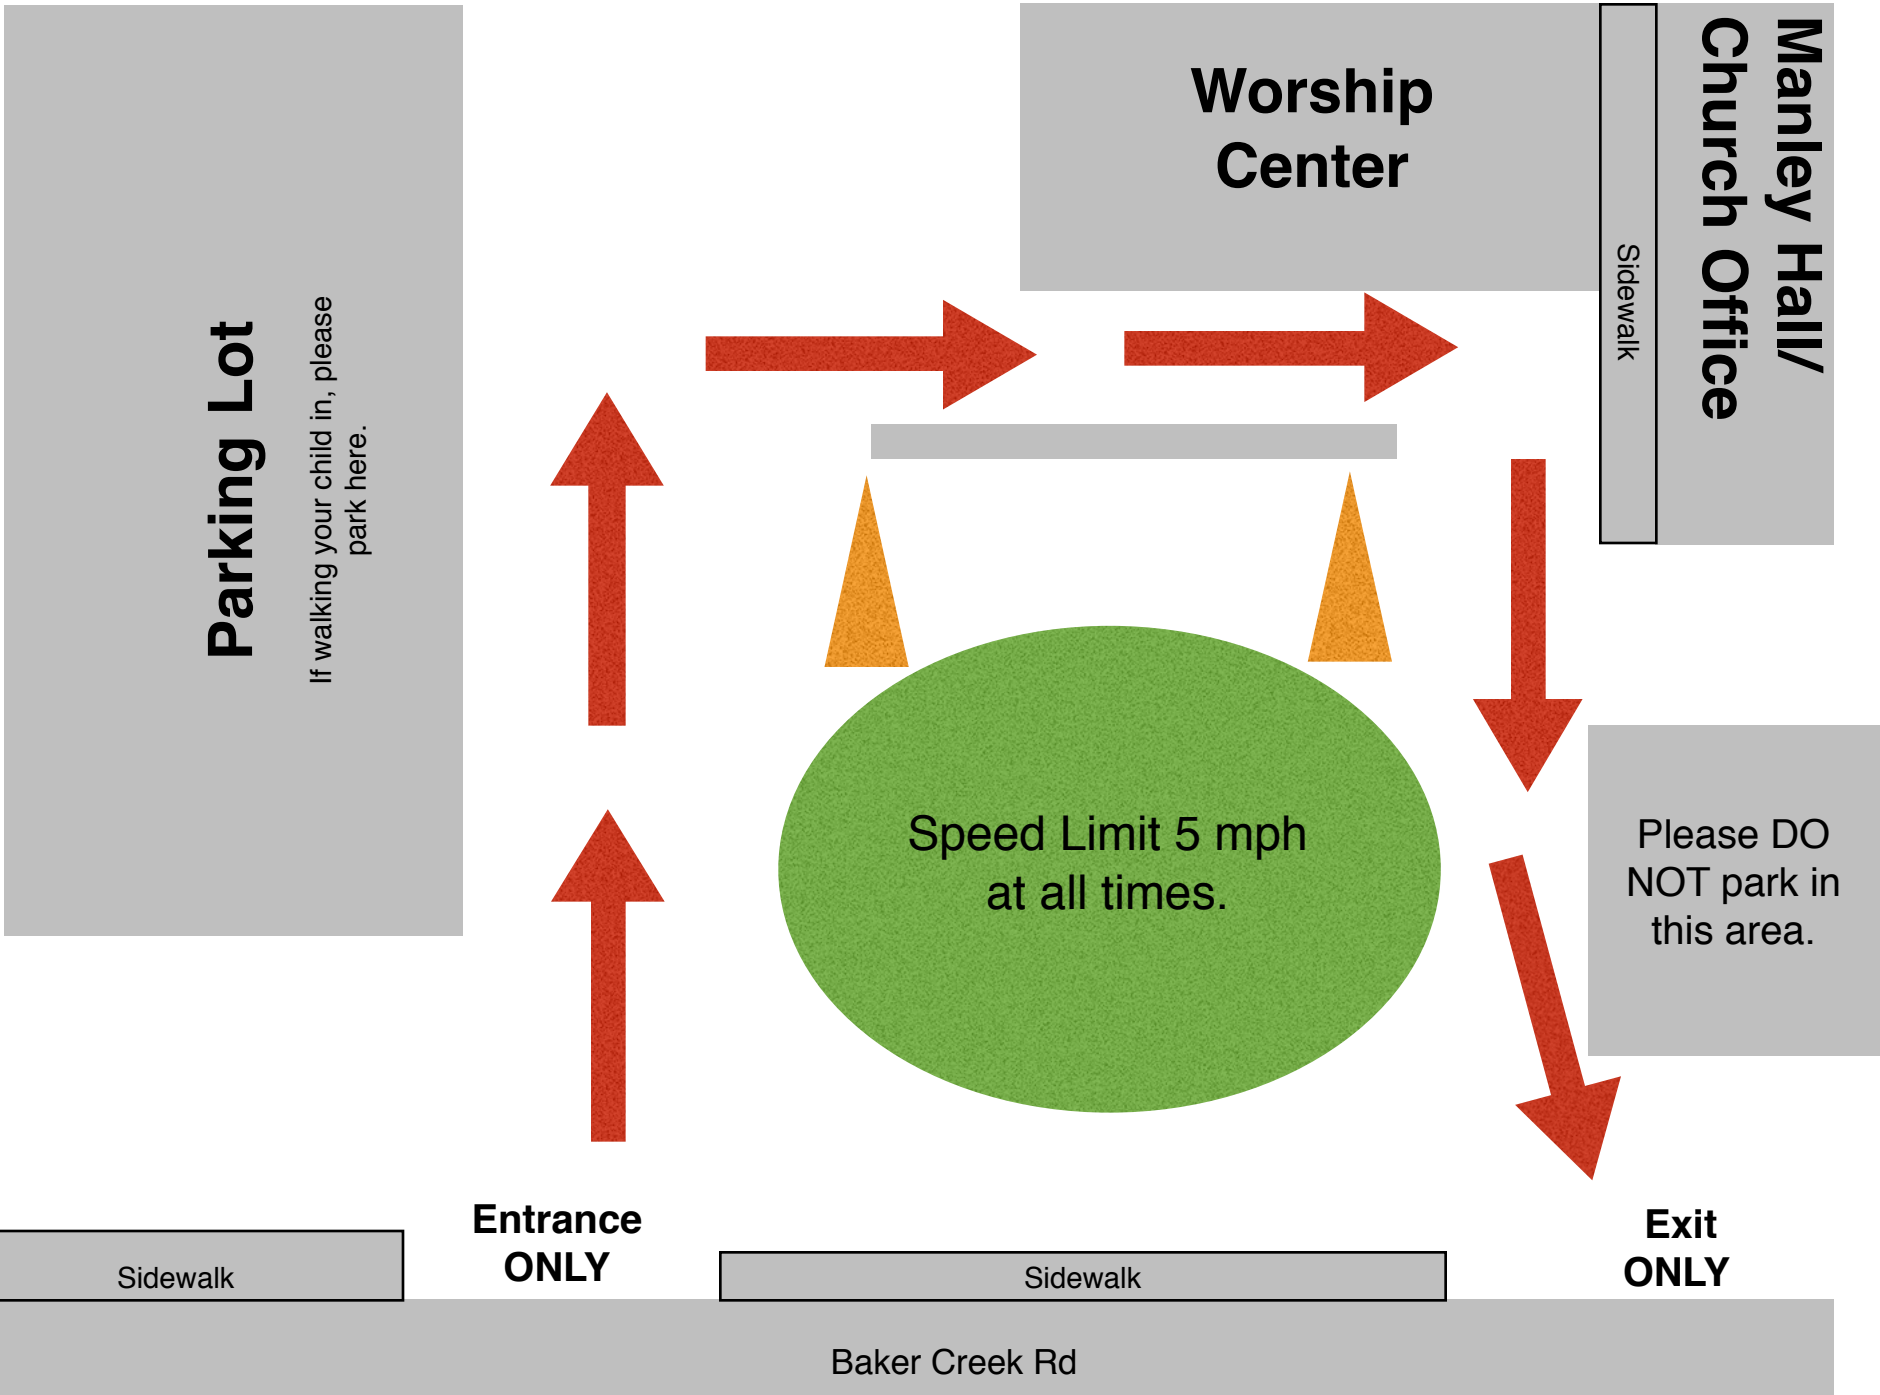 Worship
Center
Manley Hall/
Church Office
Sidewalk
Parking Lot
If walking your child in, please
park here.
Speed Limit 5 mph
at all times.
Please DO
NOT park in
this area.
Entrance
ONLY
Exit
ONLY
Sidewalk
Sidewalk
Baker Creek Rd